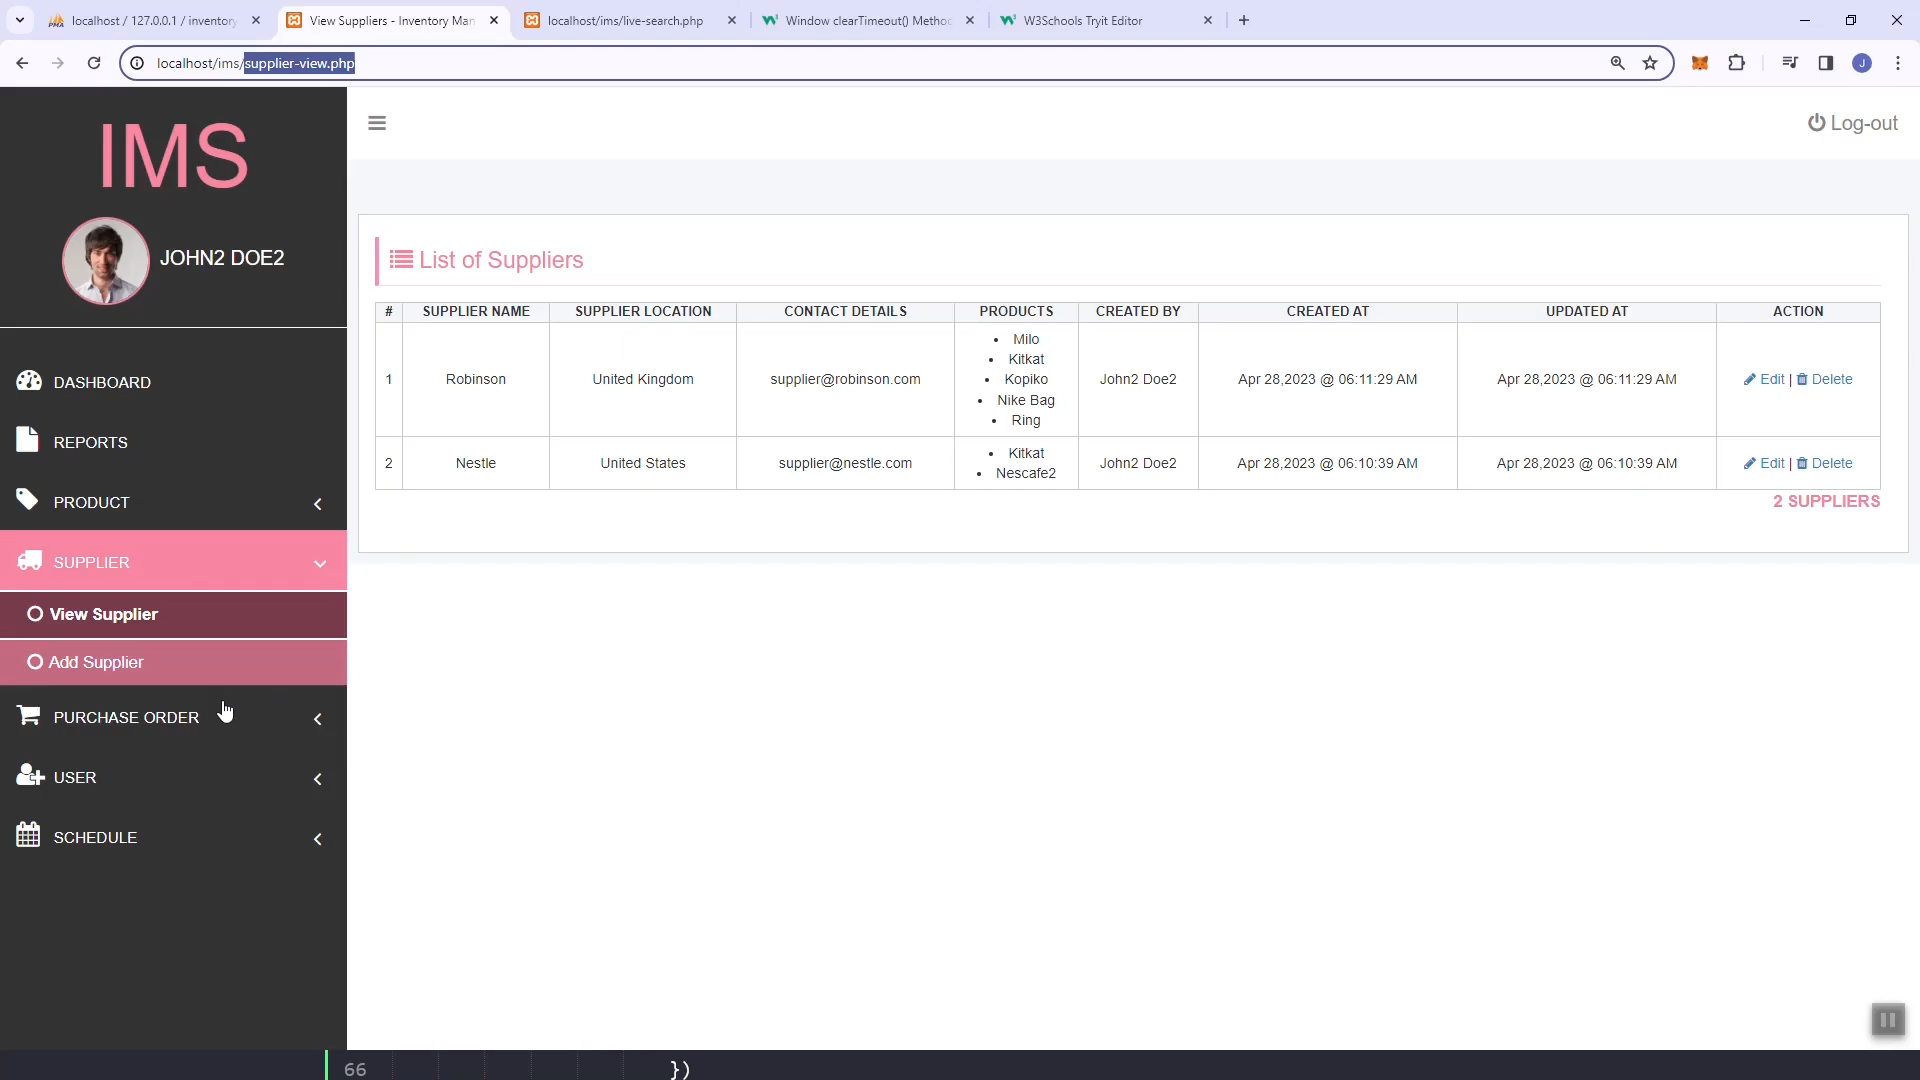 localhost / 127.0.0.1 / inventory
View Suppliers - Inventory Man
localhost/ims/live-search.php
Window clearTimeout() Metho
W3Schools Tryit Editor
localhost/ims/supplier-view.php
J
IMS
JOHN2 DOE2
DASHBOARD
REPORTS
PRODUCT
SUPPLIER
View Supplier
Add Supplier
PURCHASE ORDER
USER
SCHEDULE
Log-out
List of Suppliers
# SUPPLIER NAME SUPPLIER LOCATION CONTACT DETAILS PRODUCTS CREATED BY CREATED AT UPDATED AT ACTION
• Milo
• Kitkat
1 Robinson United Kingdom supplier@robinson.com • Kopiko John2 Doe2 Apr 28,2023 @ 06:11:29 AM Apr 28,2023 @ 06:11:29 AM Edit | Delete
• Nike Bag
• Ring
• Kitkat
2 Nestle United States supplier@nestle.com John2 Doe2 Apr 28,2023 @ 06:10:39 AM Apr 28,2023 @ 06:10:39 AM Edit | Delete
• Nescafe2
2 SUPPLIERS
66 })